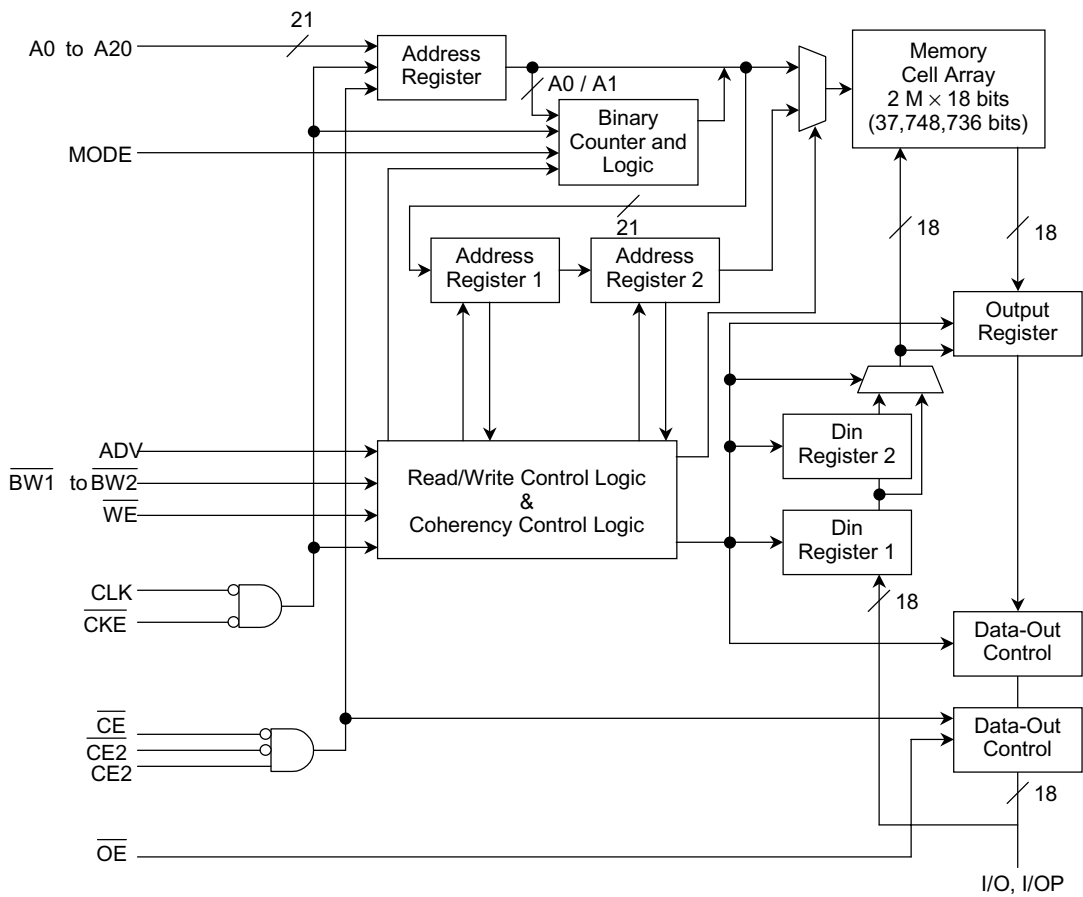 21
A0 to A20
Address
Register
A0 / A1
Memory
Cell Array
2 M × 18 bits
(37,748,736 bits)
Binary
Counter and
Logic
MODE
21
18
18
Address
Register 1
Address
Register 2
Output
Register
ADV
BW1 to BW2
WE
Read/Write Control Logic
&
Coherency Control Logic
Din
Register 2
Din
Register 1
CLK
CKE
18
Data-Out
Control
CE
CE2
CE2
Data-Out
Control
18
OE
I/O, I/OP